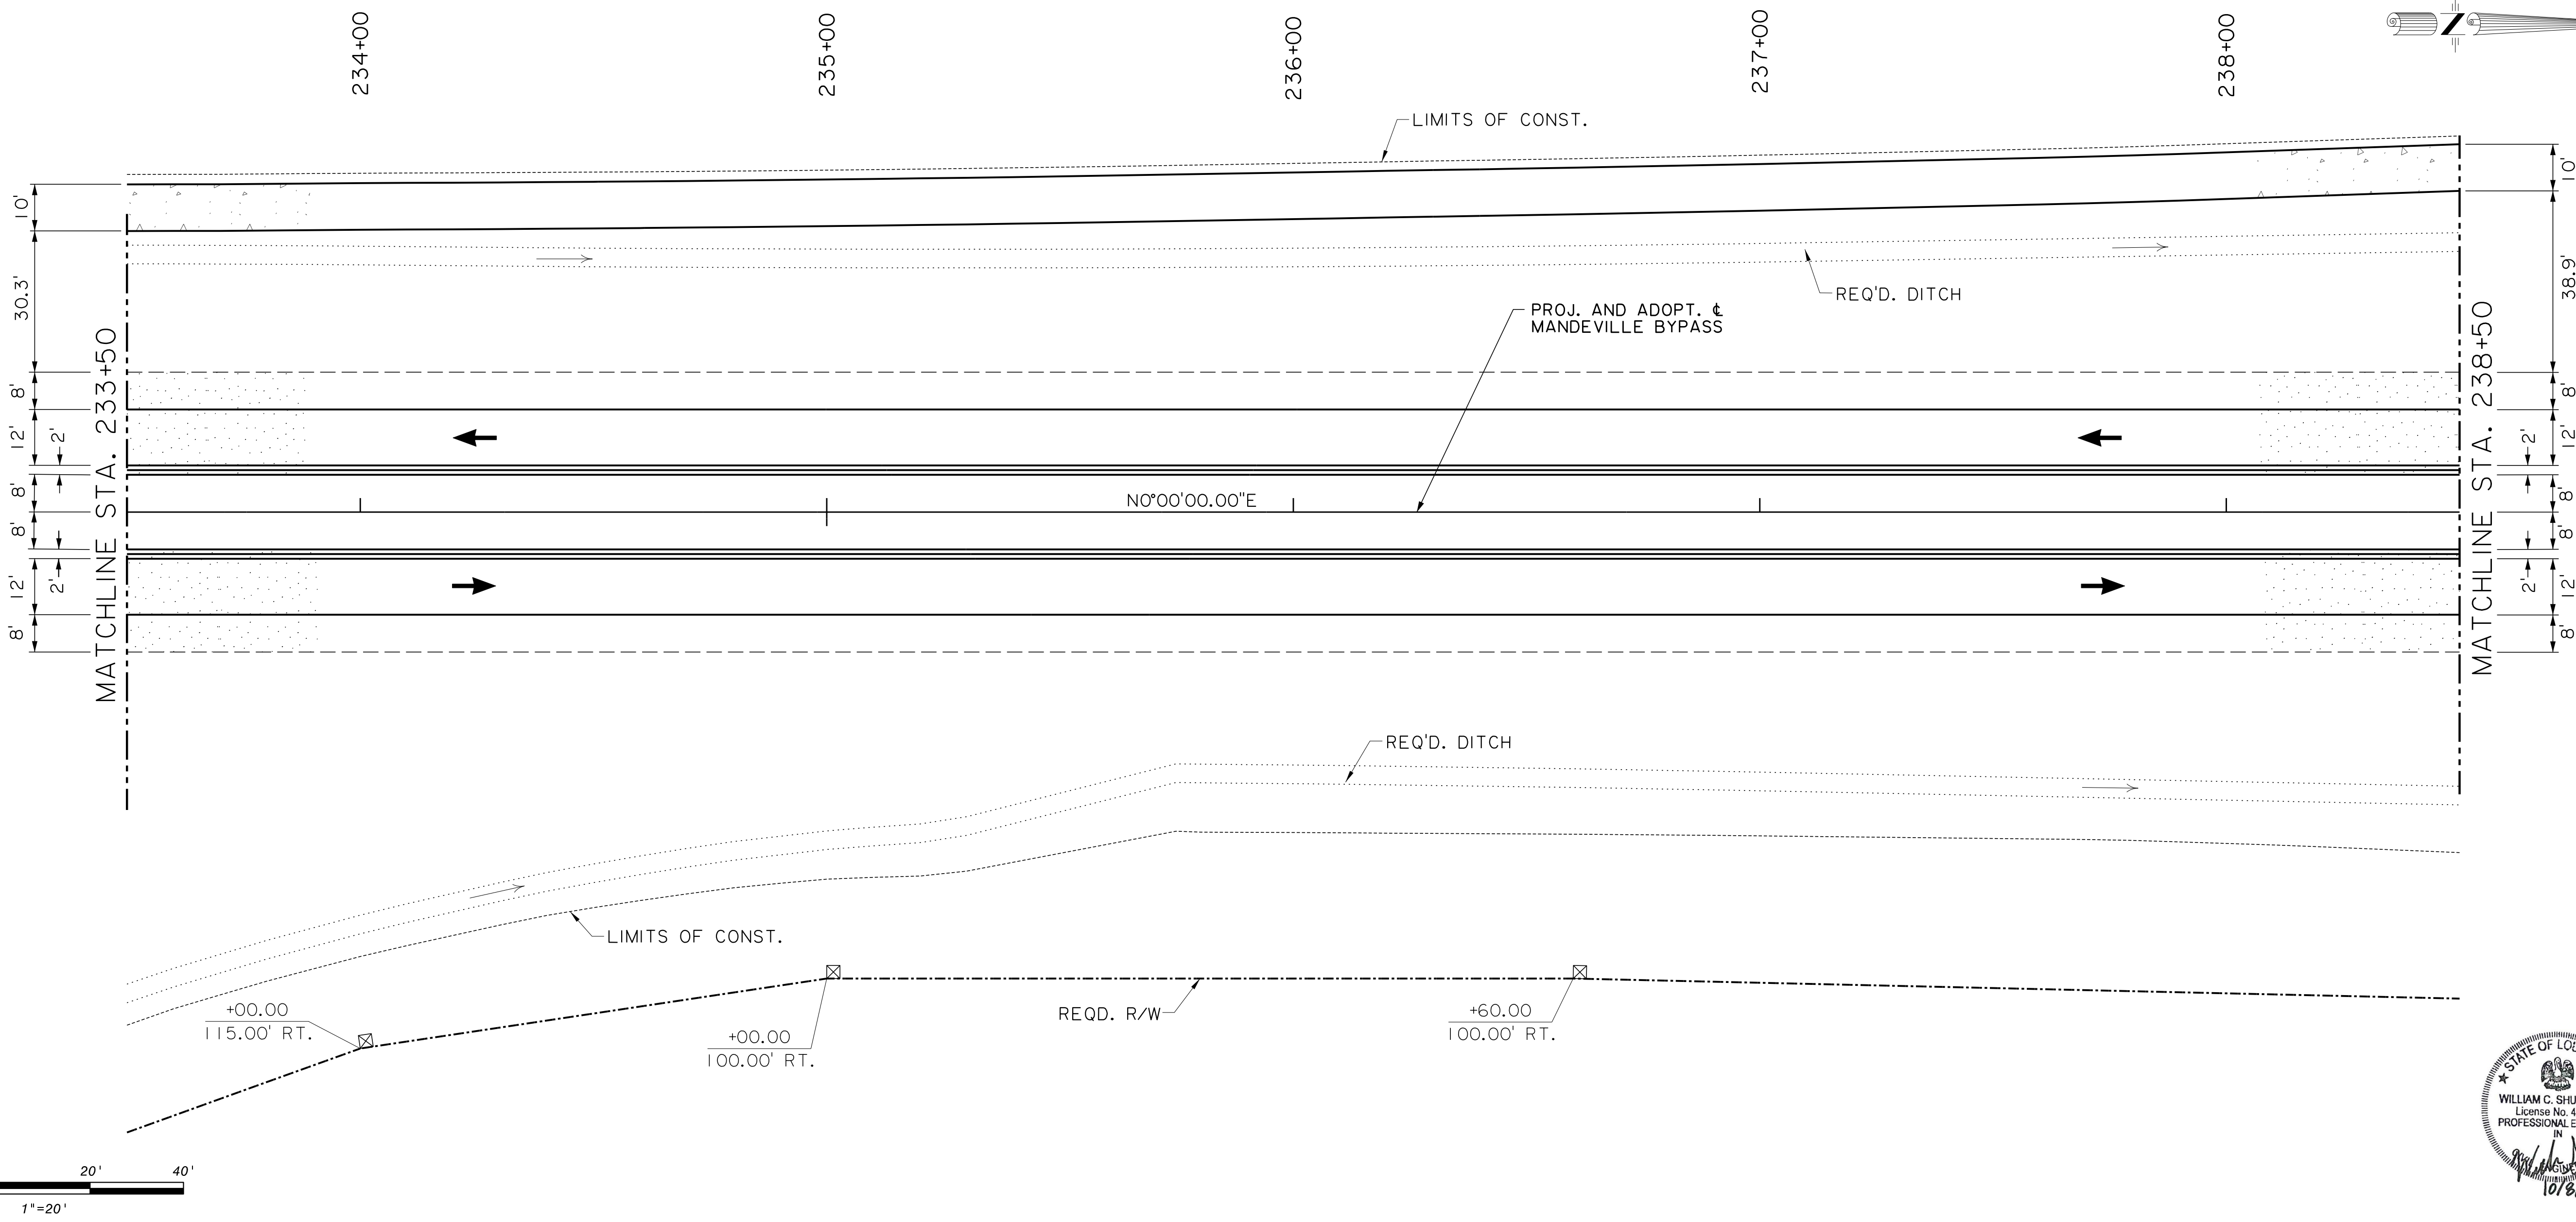 234+00
235+00
236+00
237+00
238+00
LIMITS OF CONST.
10'
30.3'
8'
12'
2'
8'
8'
2'
12'
8'
MATCHLINE STA. 233+50
REQ'D. DITCH
PROJ. AND ADOPT. ℄
MANDEVILLE BYPASS
N0°00'00.00"E
10'
38.9'
8'
12'
2'
8'
8'
2'
12'
8'
MATCHLINE STA. 238+50
REQ'D. DITCH
LIMITS OF CONST.
+00.00
115.00' RT.
+00.00
100.00' RT.
REQD. R/W
+60.00
100.00' RT.
20' 40'
1"=20'
STATE OF
WILLIAM C.
License No.
PROFESSIONAL
IN